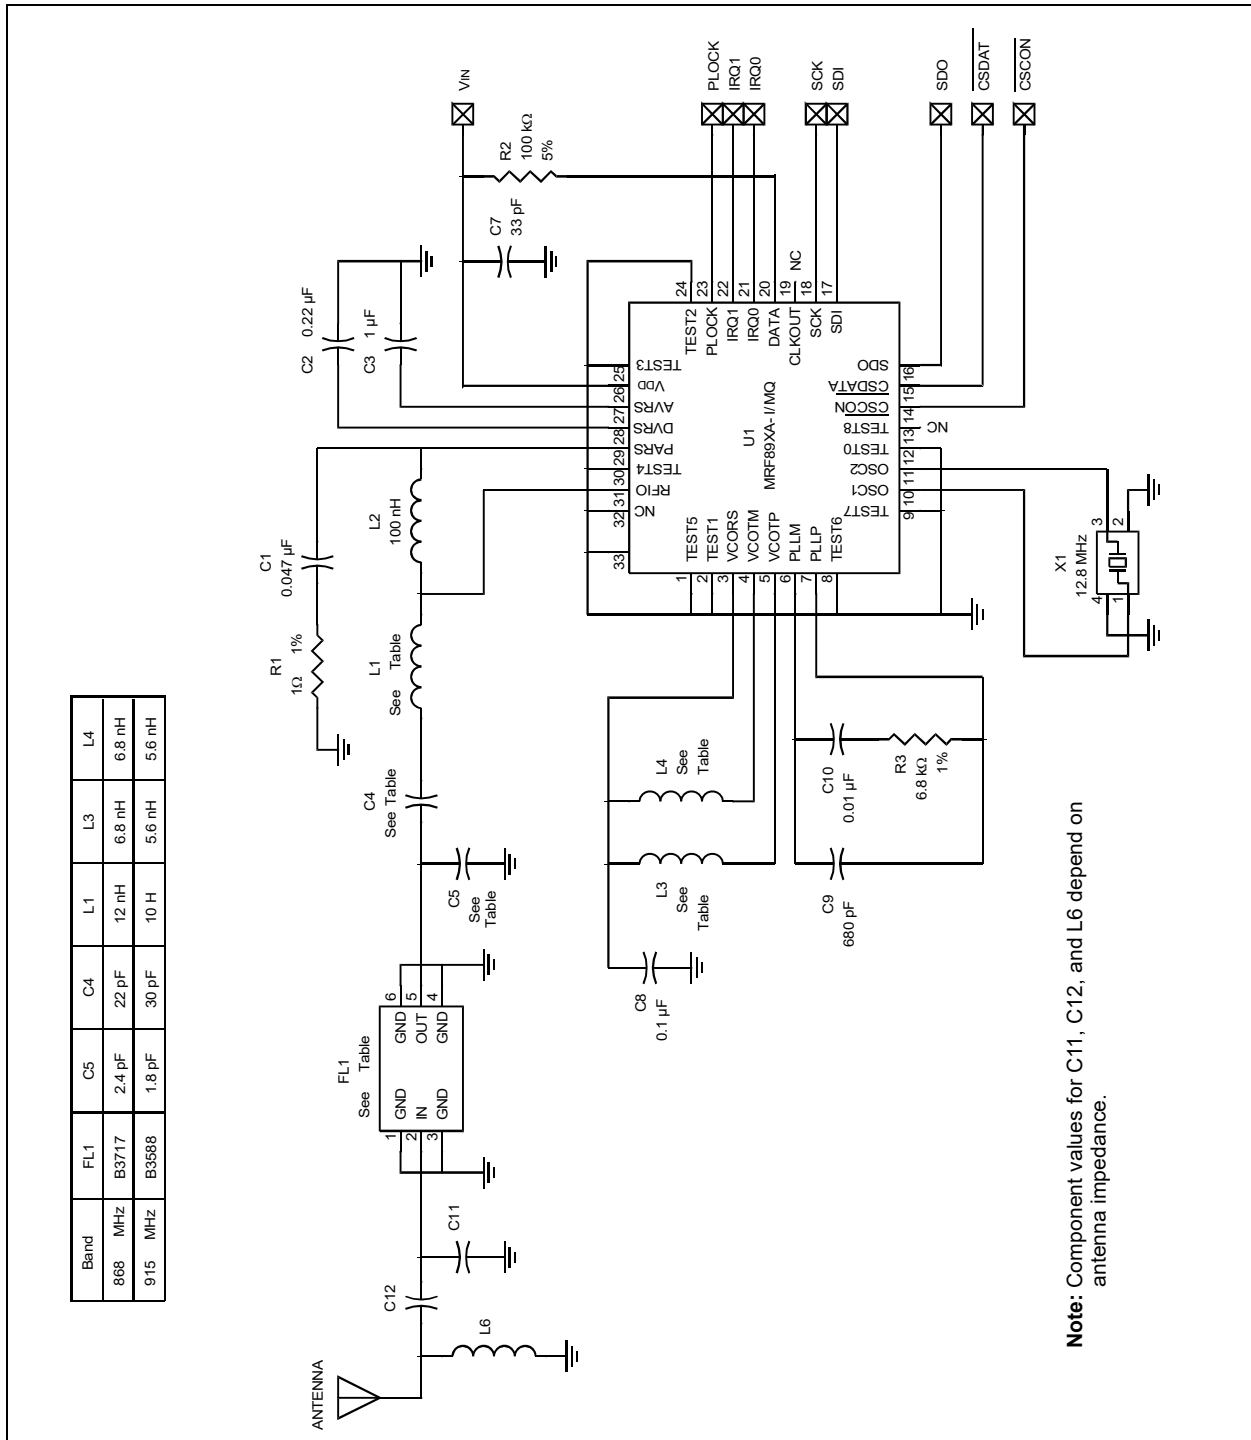 Band FL1 C5 C4 L1 L3 L4
868 MHz B3717 2.4 pF 22 pF 12 nH 6.8 nH 6.8 nH
915 MHz B3588 1.8 pF 30 pF 10 H 5.6 nH 5.6 nH
ANTENNA
L6
C12
C11
FL1
See Table
1 GND
2 IN
3 GND
GND 6
OUT 5
GND 4
C5
See
Table
C4
See Table
L1
See Table
L2
100 nH
R1
1Ω 1%
C1
0.047 µF
C2 0.22 µF
C3 1 µF
C7
33 pF
R2
100 kΩ
5%
VIN
PLOCK
IRQ1
IRQ0
SCK
SDI
SDO
CSDAT
CSCON
C8
0.1 µF
L3
See
Table
L4
See
Table
C9
680 pF
C10
0.01 µF
R3
6.8 kΩ
1%
U1
MRF89XA- I/MQ
1 TEST5
2 TEST1
3 VCORS
4 VCOTM
5 VCOTP
6 PLLM
7 PLLP
8 TEST6
9 TEST7
10 OSC1
11 OSC2
12 TEST0
13 TEST8
NC
14 CSCON
15 CSDATA
16 SDO
17 SDI
18 SCK
19 CLKOUT
NC
20 DATA
21 IRQ0
22 IRQ1
23 PLOCK
24 TEST2
25 TEST3
26 VDD
27 AVRS
28 DVRS
29 PARS
30 TEST4
31 RFIO
32 NC
33
X1
12.8 MHz
4
1
3
2
Note: Component values for C11, C12, and L6 depend on
antenna impedance.